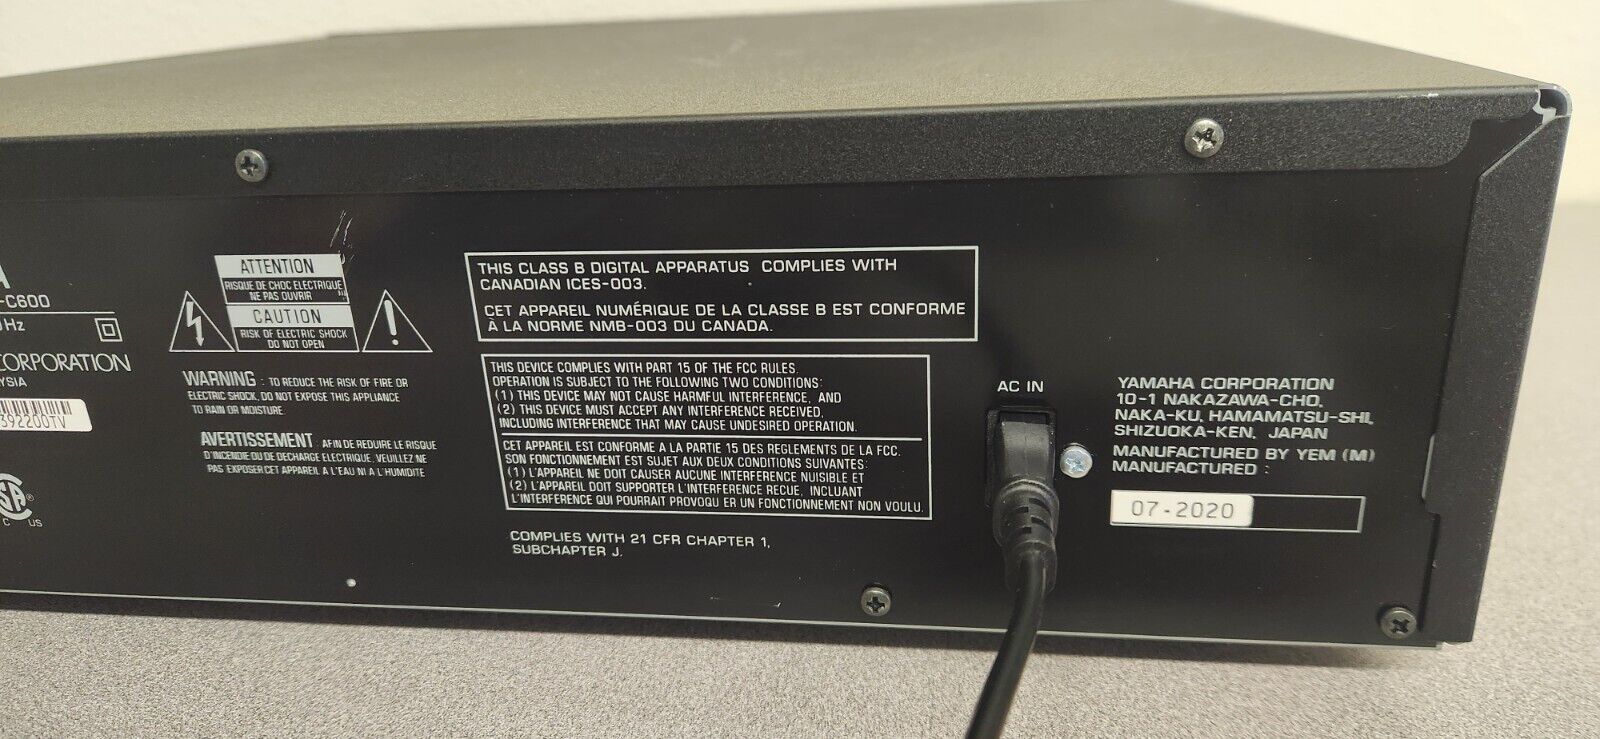 A
-C600
Hz
CORPORATION
YSIA
392200TV
C US
ATTENTION
RISQUE DE CHOC ELECTRIQUE
NE PAS OUVRIR
CAUTION
RISK OF ELECTRIC SHOCK
DO NOT OPEN
WARNING : TO REDUCE THE RISK OF FIRE OR
ELECTRIC SHOCK, DO NOT EXPOSE THIS APPLIANCE
TO RAIN OR MOISTURE.
AVERTISSEMENT : AFIN DE REDUIRE LE RISQUE
D'INCENDIE OU DE DECHARGE ELECTRIQUE, VEUILLEZ NE
PAS EXPOSER CET APPAREIL A L'EAU NI A L'HUMIDITE
THIS CLASS B DIGITAL APPARATUS COMPLIES WITH
CANADIAN ICES-003.
CET APPAREIL NUMÉRIQUE DE LA CLASSE B EST CONFORME
À LA NORME NMB-003 DU CANADA.
THIS DEVICE COMPLIES WITH PART 15 OF THE FCC RULES.
OPERATION IS SUBJECT TO THE FOLLOWING TWO CONDITIONS:
(1) THIS DEVICE MAY NOT CAUSE HARMFUL INTERFERENCE, AND
(2) THIS DEVICE MUST ACCEPT ANY INTERFERENCE RECEIVED,
INCLUDING INTERFERENCE THAT MAY CAUSE UNDESIRED OPERATION.
CET APPAREIL EST CONFORME A LA PARTIE 15 DES REGLEMENTS DE LA FCC.
SON FONCTIONNEMENT EST SUJET AUX DEUX CONDITIONS SUIVANTES:
(1) L'APPAREIL NE DOIT CAUSER AUCUNE INTERFERENCE NUISIBLE ET
(2) L'APPAREIL DOIT SUPPORTER L'INTERFERENCE RECUE, INCLUANT
L'INTERFERENCE QUI POURRAIT PROVOQU ER UN FONCTIONNEMENT NON VOULU.
COMPLIES WITH 21 CFR CHAPTER 1,
SUBCHAPTER J.
AC IN
YAMAHA CORPORATION
10-1 NAKAZAWA-CHO,
NAKA-KU, HAMAMATSU-SHI,
SHIZUOKA-KEN, JAPAN
MANUFACTURED BY YEM (M)
MANUFACTURED :
07-2020